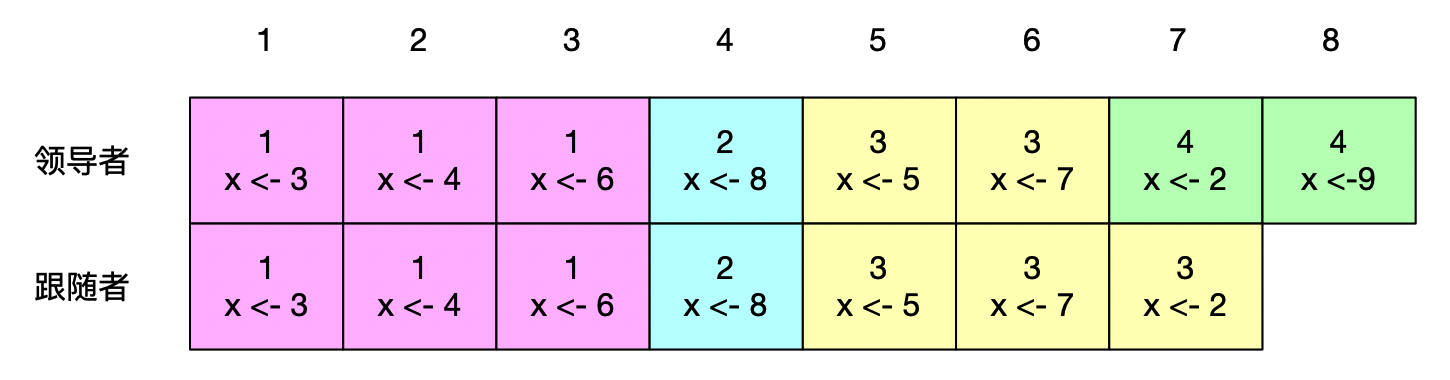 1 2 3 4 5 6 7 8
领导者
1 1 1 2 3 3 4 4
x <- 3 x <- 4 x <- 6 x <- 8 x <- 5 x <- 7 x <- 2 x <-9
跟随者
1 1 1 2 3 3 3
x <- 3 x <- 4 x <- 6 x <- 8 x <- 5 x <- 7 x <- 2